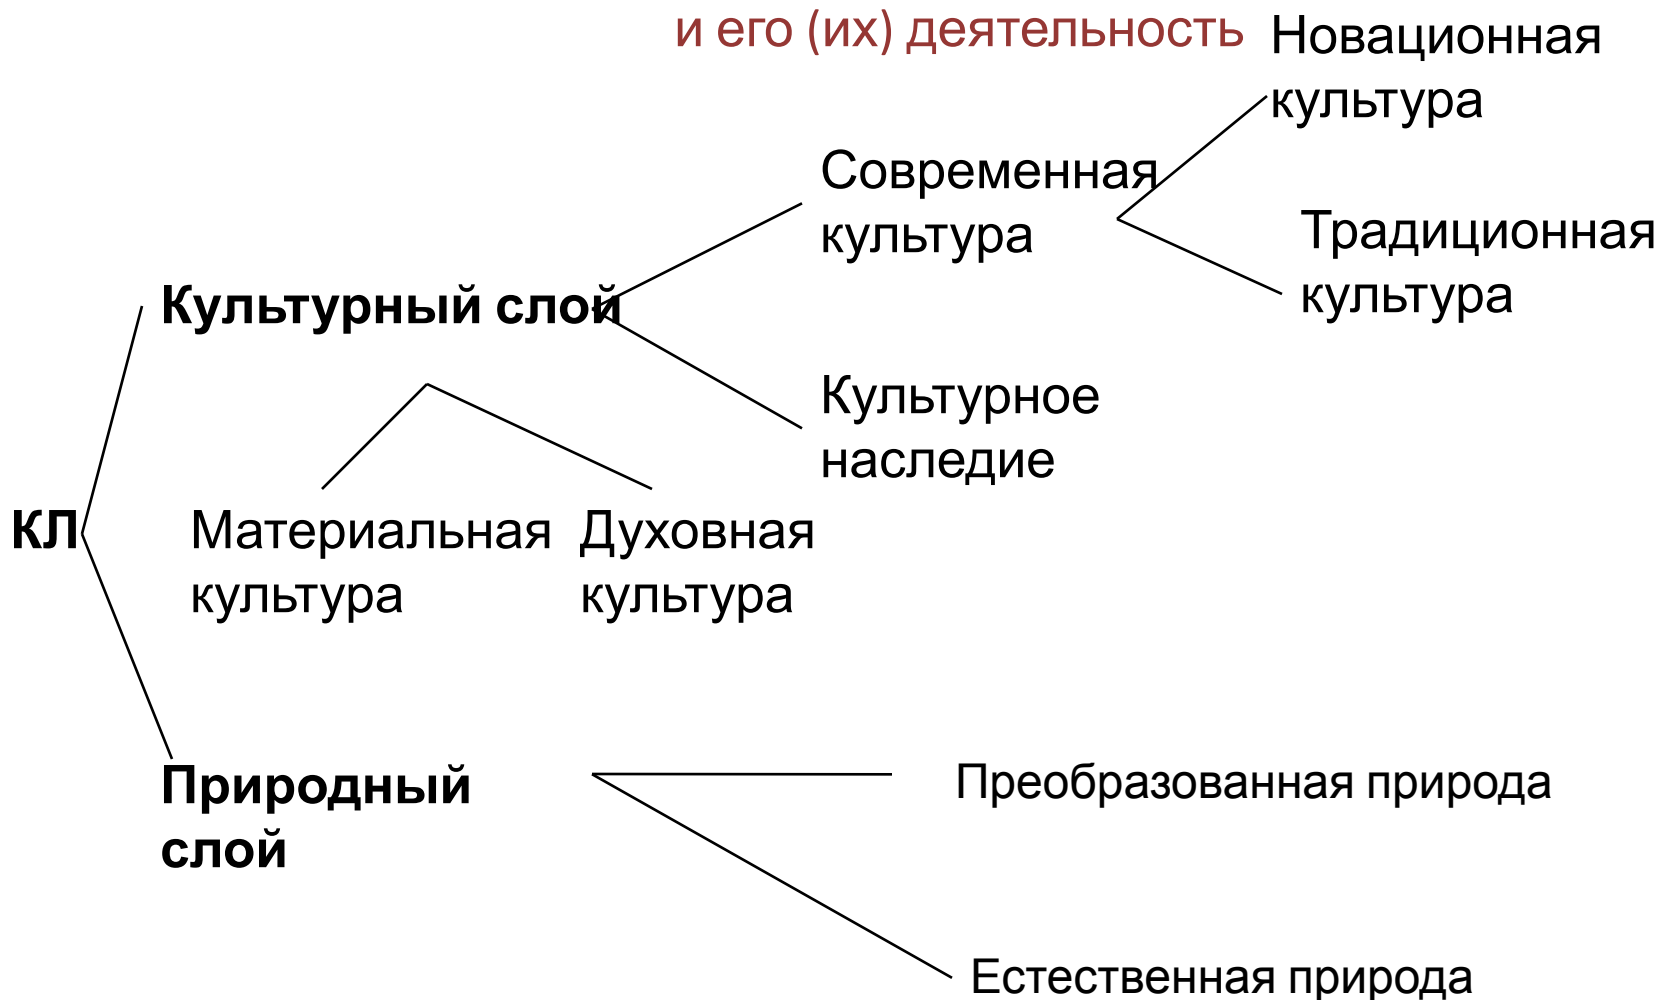 и его (их) деятельность
Новационная
культура
Современная
культура
Традиционная
культура
Культурный слой
Культурное
наследие
КЛ
Материальная
культура
Духовная
культура
Природный
слой
Преобразованная природа
Естественная природа